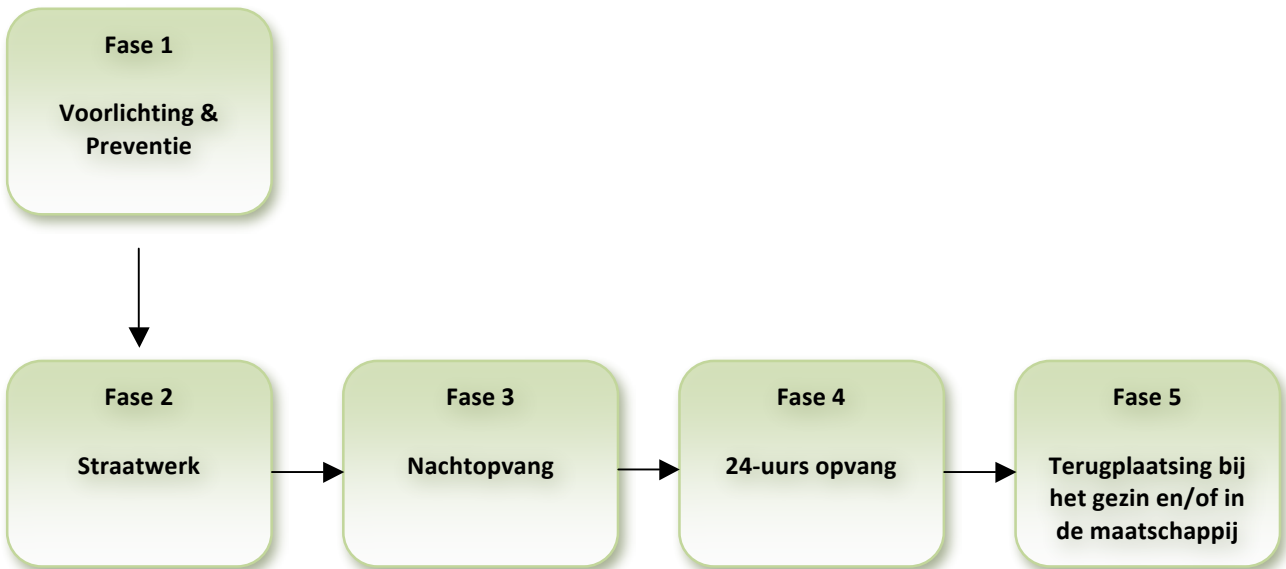 Fase 1
Voorlichting &
Preventie
Fase 2
Straatwerk
Fase 3
Nachtopvang
Fase 4
24-uurs opvang
Fase 5
Terugplaatsing bij
het gezin en/of in
de maatschappij